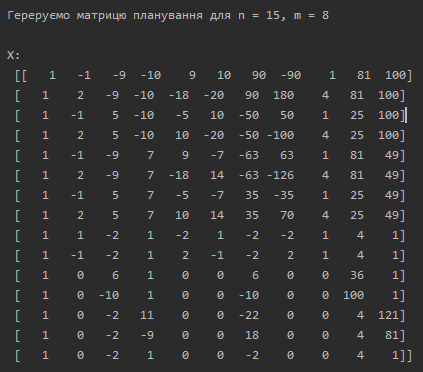 Гереруємо матрицю планування для n = 15, m = 8
X:
[[ 1 -1 -9 -10 9 10 90 -90 1 81 100]
[ 1 2 -9 -10 -18 -20 90 180 4 81 100]
[ 1 -1 5 -10 -5 10 -50 50 1 25 100]
[ 1 2 5 -10 10 -20 -50 -100 4 25 100]
[ 1 -1 -9 7 9 -7 -63 63 1 81 49]
[ 1 2 -9 7 -18 14 -63 -126 4 81 49]
[ 1 -1 5 7 -5 -7 35 -35 1 25 49]
[ 1 2 5 7 10 14 35 70 4 25 49]
[ 1 1 -2 1 -2 1 -2 -2 1 4 1]
[ 1 -1 -2 1 2 -1 -2 2 1 4 1]
[ 1 0 6 1 0 0 6 0 0 36 1]
[ 1 0 -10 1 0 0 -10 0 0 100 1]
[ 1 0 -2 11 0 0 -22 0 0 4 121]
[ 1 0 -2 -9 0 0 18 0 0 4 81]
[ 1 0 -2 1 0 0 -2 0 0 4 1]]